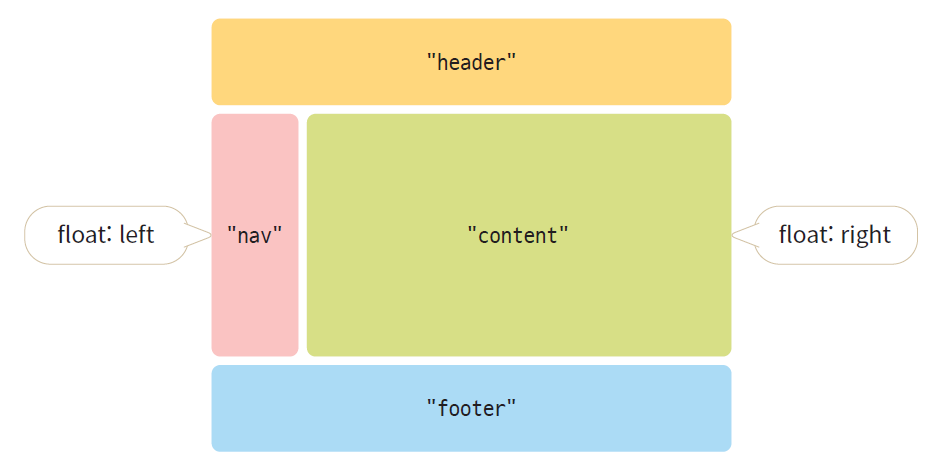 "header"
float: left
"nav"
"content"
float: right
"footer"